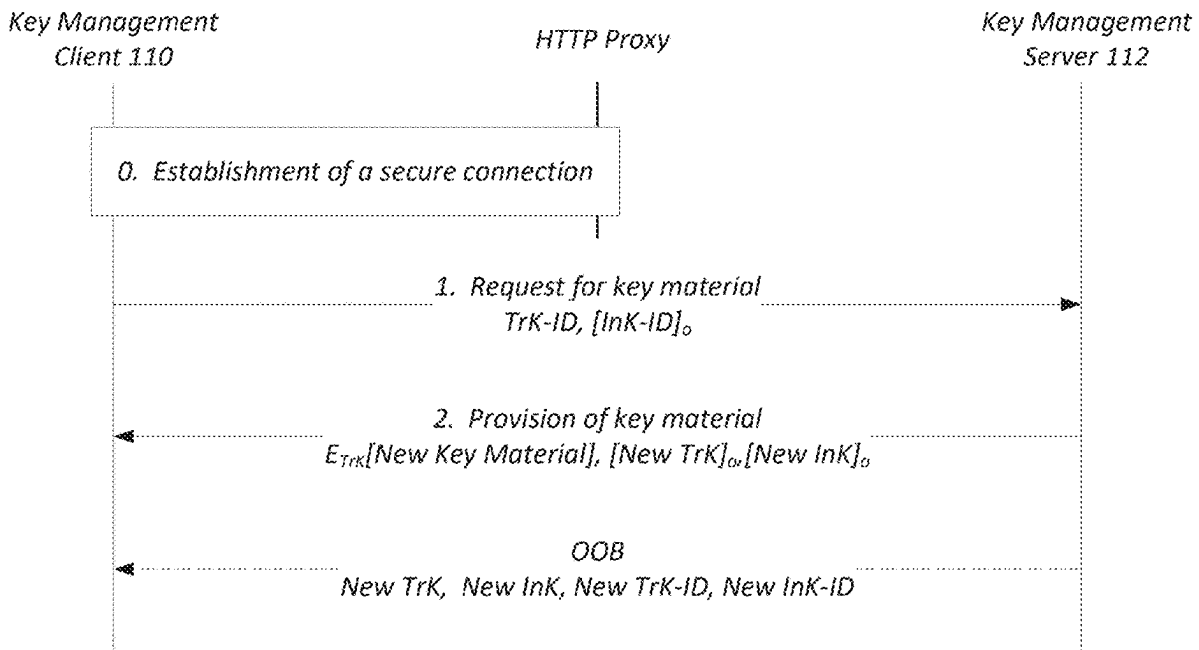 Key Management
Client 110
HTTP Proxy
Key Management
Server 112
0. Establishment of a secure connection
1. Request for key material
TrK-ID, [InK-ID]o
2. Provision of key material
ETrK[New Key Material], [New TrK]o,[New InK]o
OOB
New TrK, New InK, New TrK-ID, New InK-ID